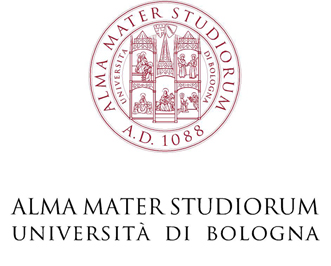 ALMA MATER STUDIORUM
UNIVERSITÀ DI BOLOGNA
A.D. 1088
ALMA MATER STUDIORUM
UNIVERSITÀ DI BOLOGNA